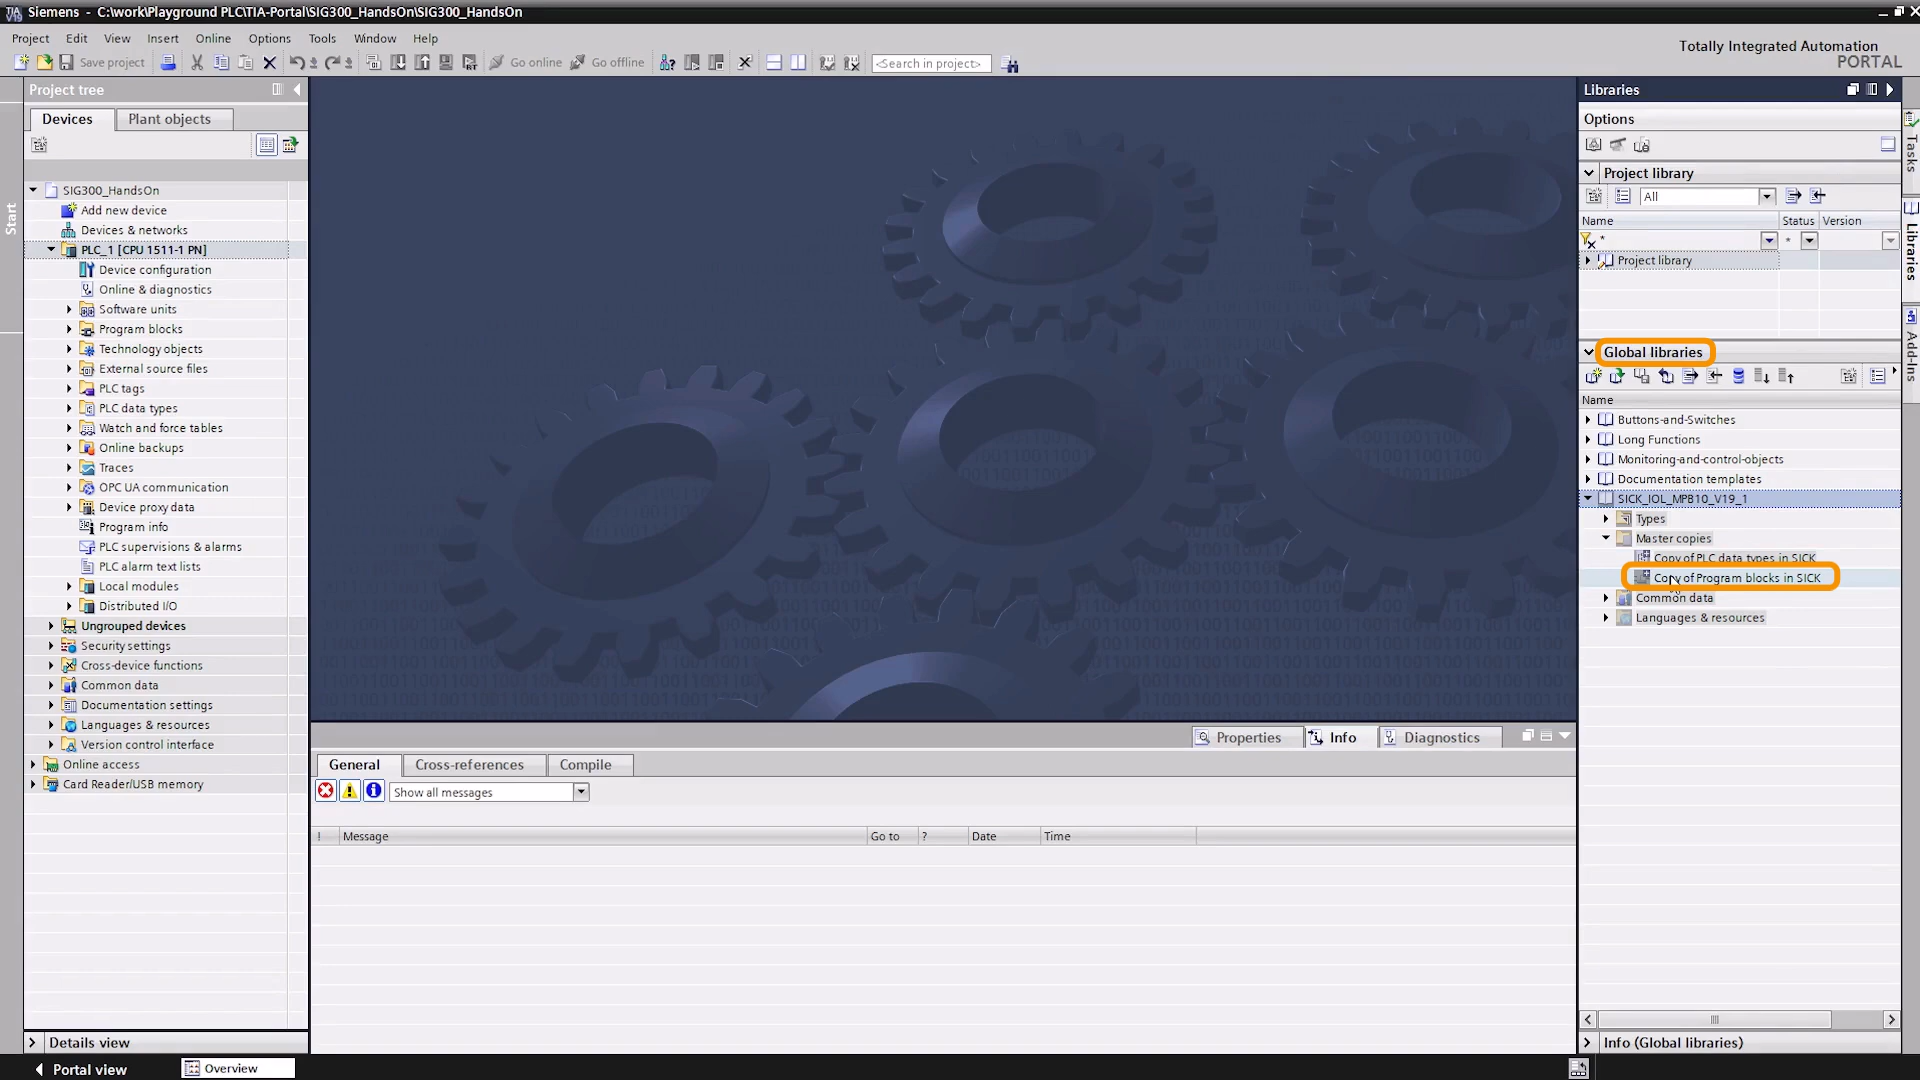 Siemens - C:\work\Playground PLC\TIA-Portal\SIG300_HandsOn\SIG300_HandsOn
Project Edit View Insert Online Options Tools Window Help
Totally Integrated Automation
PORTAL
Save project
Go online
Go offline
<Search in project>
Project tree
Devices
Plant objects
Start
SIG300_HandsOn
Add new device
Devices & networks
PLC_1 [CPU 1511-1 PN]
Device configuration
Online & diagnostics
Software units
Program blocks
Technology objects
External source files
PLC tags
PLC data types
Watch and force tables
Online backups
Traces
OPC UA communication
Device proxy data
Program info
PLC supervisions & alarms
PLC alarm text lists
Local modules
Distributed I/O
Ungrouped devices
Security settings
Cross-device functions
Common data
Documentation settings
Languages & resources
Version control interface
Online access
Card Reader/USB memory
Details view
Portal view
Overview
Properties
Info
Diagnostics
General
Cross-references
Compile
Show all messages
! Message Go to ? Date Time
Libraries
Options
Project library
All
Name Status Version
Project library
Global libraries
Name
Buttons-and-Switches
Long Functions
Monitoring-and-control-objects
Documentation templates
SICK_IOL_MPB10_V19_1
Types
Master copies
Copy of PLC data types in SICK
Copy of Program blocks in SICK
Common data
Languages & resources
Info (Global libraries)
Tasks
Libraries
Add-Ins